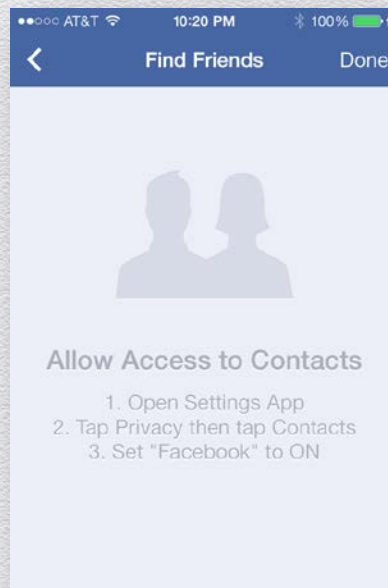 AT&T 10:20 PM 100%
Find Friends Done
Allow Access to Contacts
1. Open Settings App
2. Tap Privacy then tap Contacts
3. Set "Facebook" to ON